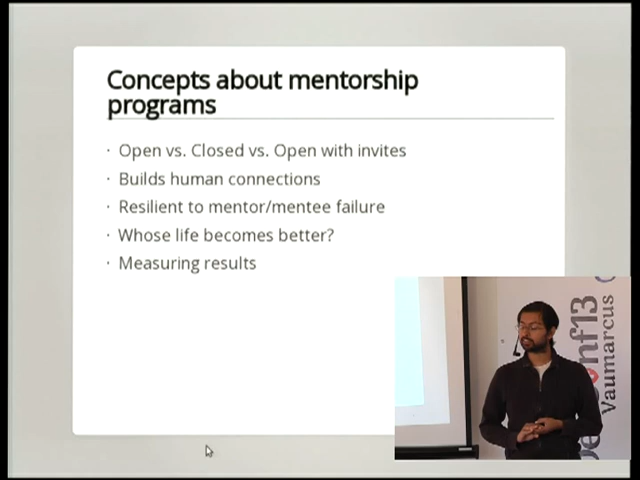 Concepts about mentorship
programs
· Open vs. Closed vs. Open with invites
· Builds human connections
· Resilient to mentor/mentee failure
· Whose life becomes better?
· Measuring results
nf13
Vaumarcus